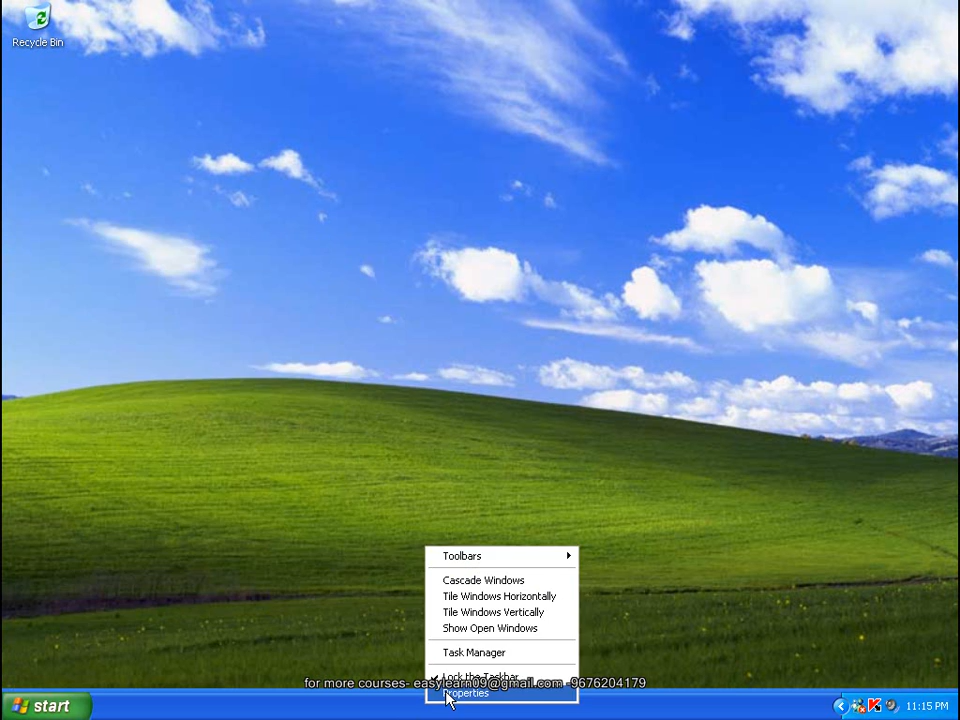 Recycle Bin
Toolbars
Cascade Windows
Tile Windows Horizontally
Tile Windows Vertically
Show Open Windows
Task Manager
Lock the Taskbar
for more courses- easylearn09@gmail.com -9676204179
Properties
start
11:15 PM